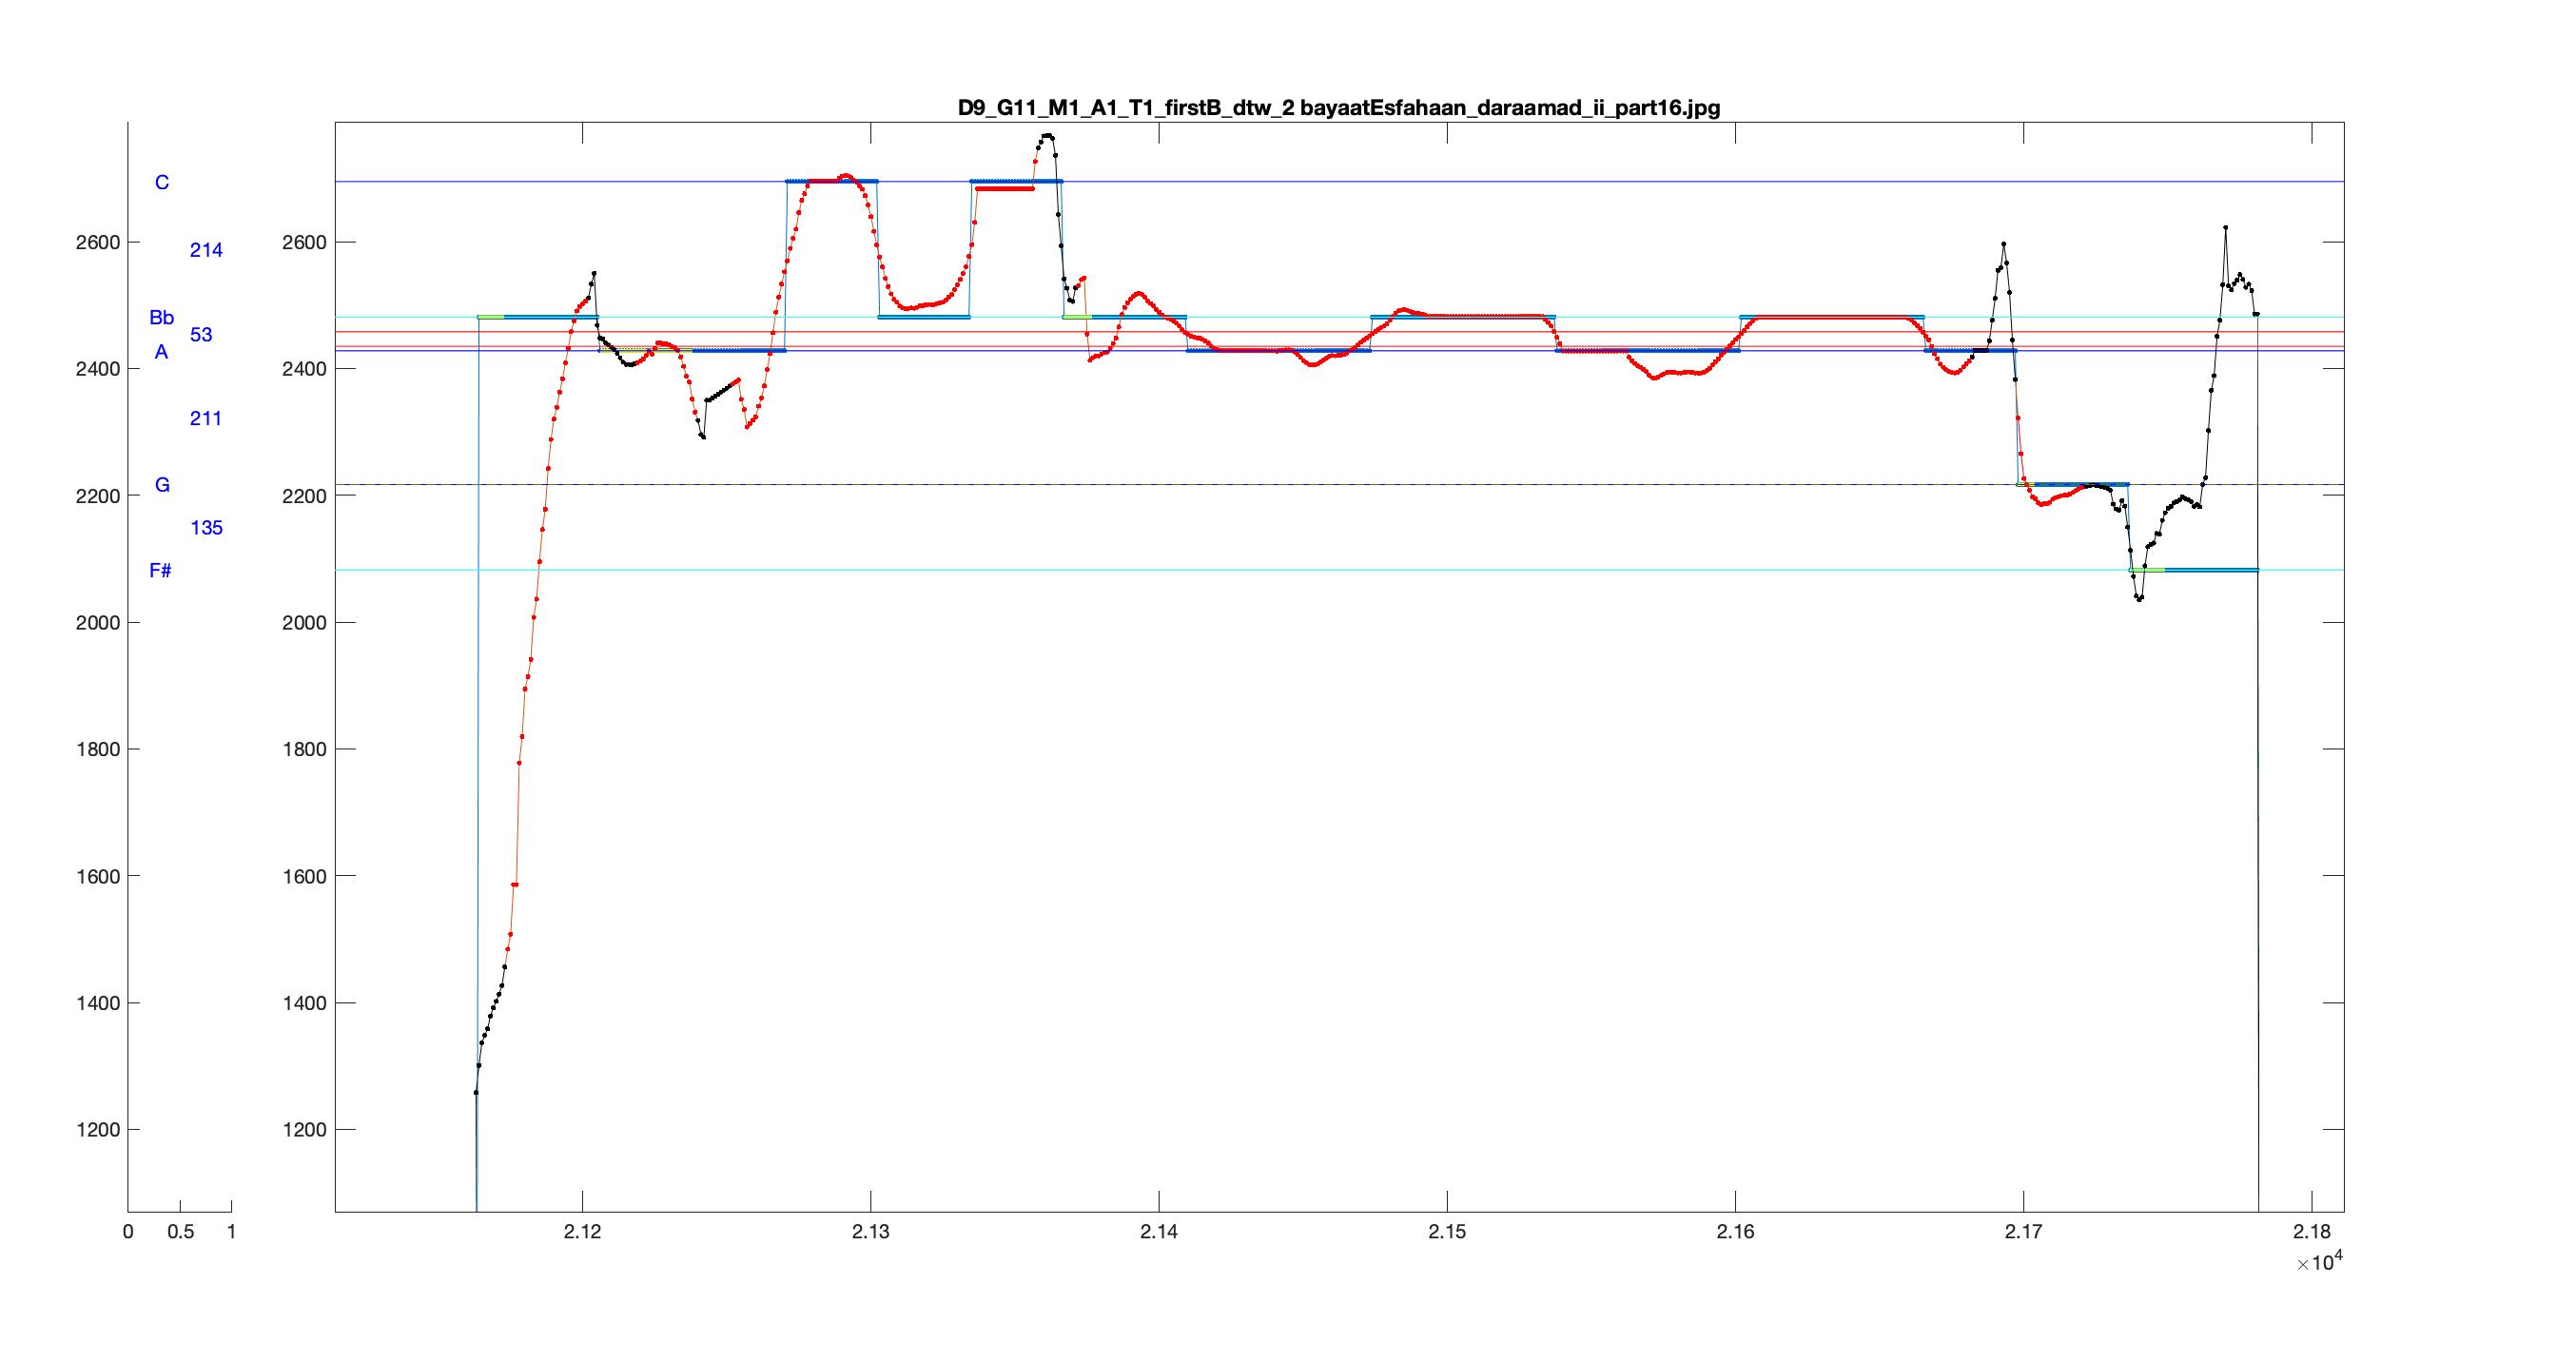 D9_G11_M1_A1_T1_firstB_dtw_2 bayaatEsfahaan_daraamad_ii_part16.jpg
C
2600 214 2600
Bb
53
A
2400 2400
211
G
2200 2200
135
F#
2000 2000
1800 1800
1600 1600
1400 1400
1200 1200
0 0.5 1 2.12 2.13 2.14 2.15 2.16 2.17 2.18
×10^4